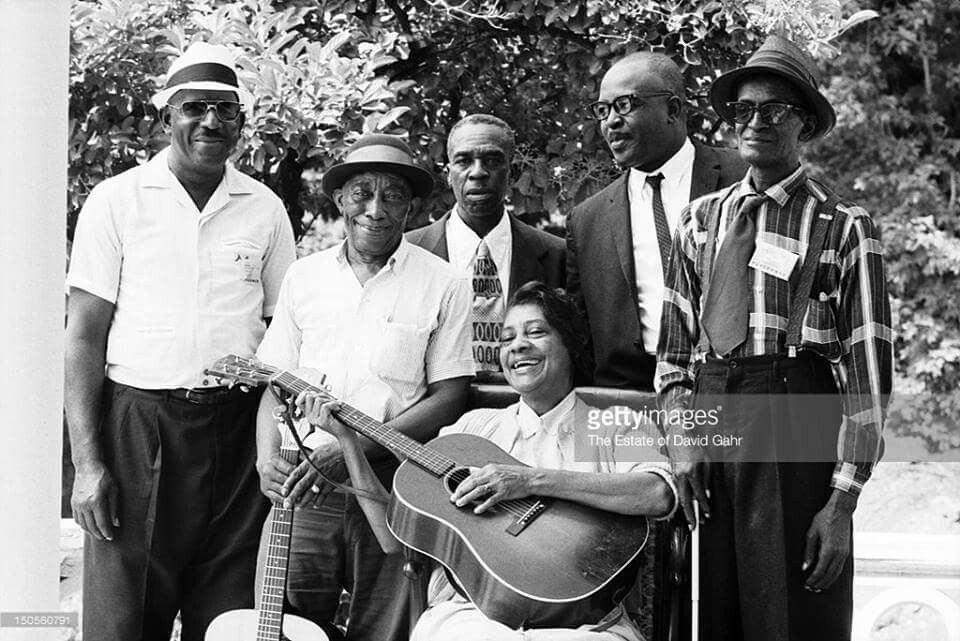 gettyimages
The Estate of David Gahr
150560791